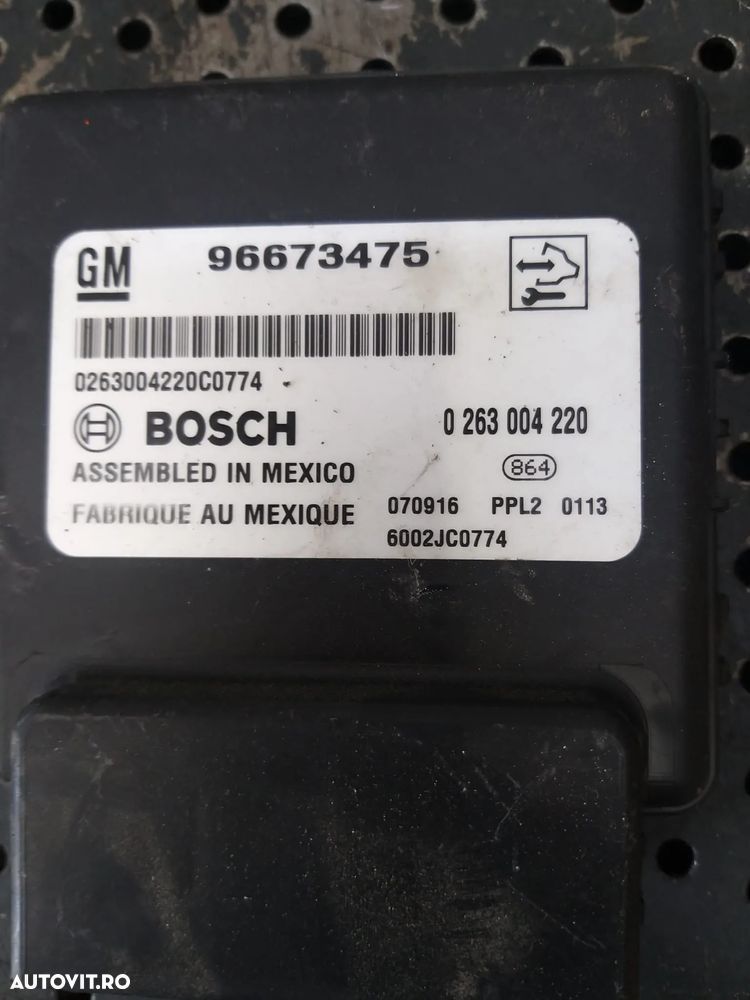 GM 96673475
0263004220C0774
BOSCH 0 263 004 220
ASSEMBLED IN MEXICO 864
FABRIQUE AU MEXIQUE 070916 PPL2 0113
6002JC0774
AUTOVIT.RO